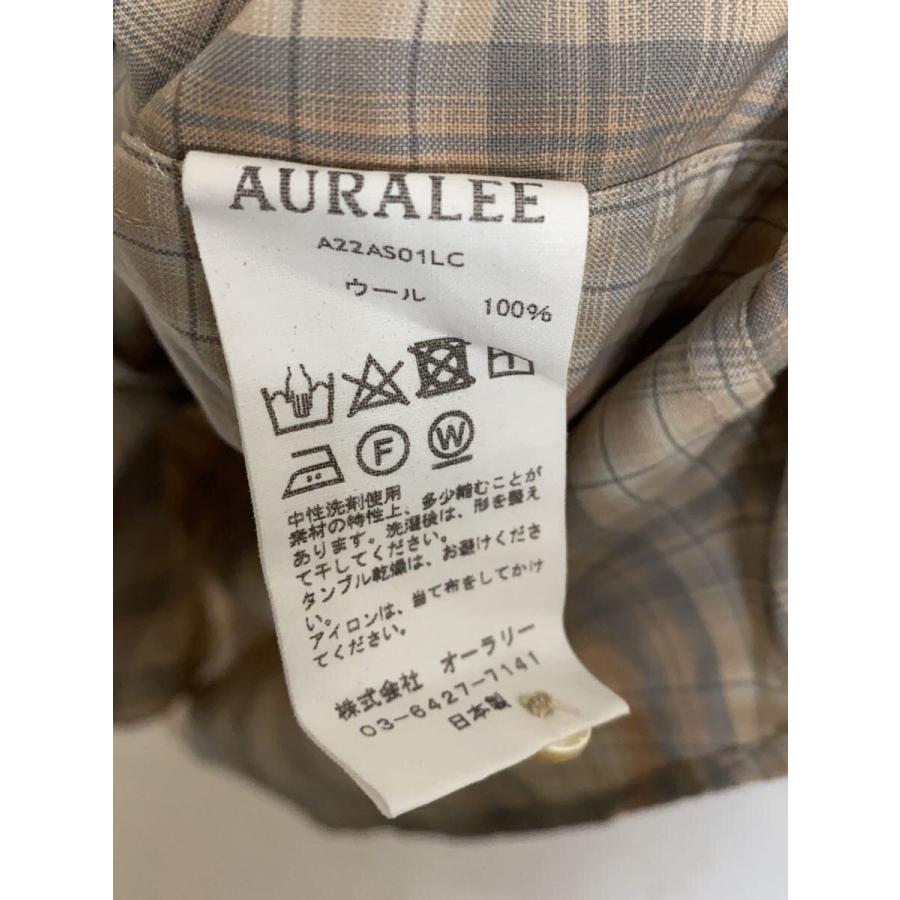 AURALEE
A22AS01LC
ウール 100%
F W
中性洗剤使用
素材の特性上、多少縮むことが
あります。洗濯後は、形を整え
て干してください。
タンブル乾燥は、お避けくださ
い。
アイロンは、当て布をしてかけ
てください。
株式会社 オーラリー
03-6427-7141
日本製